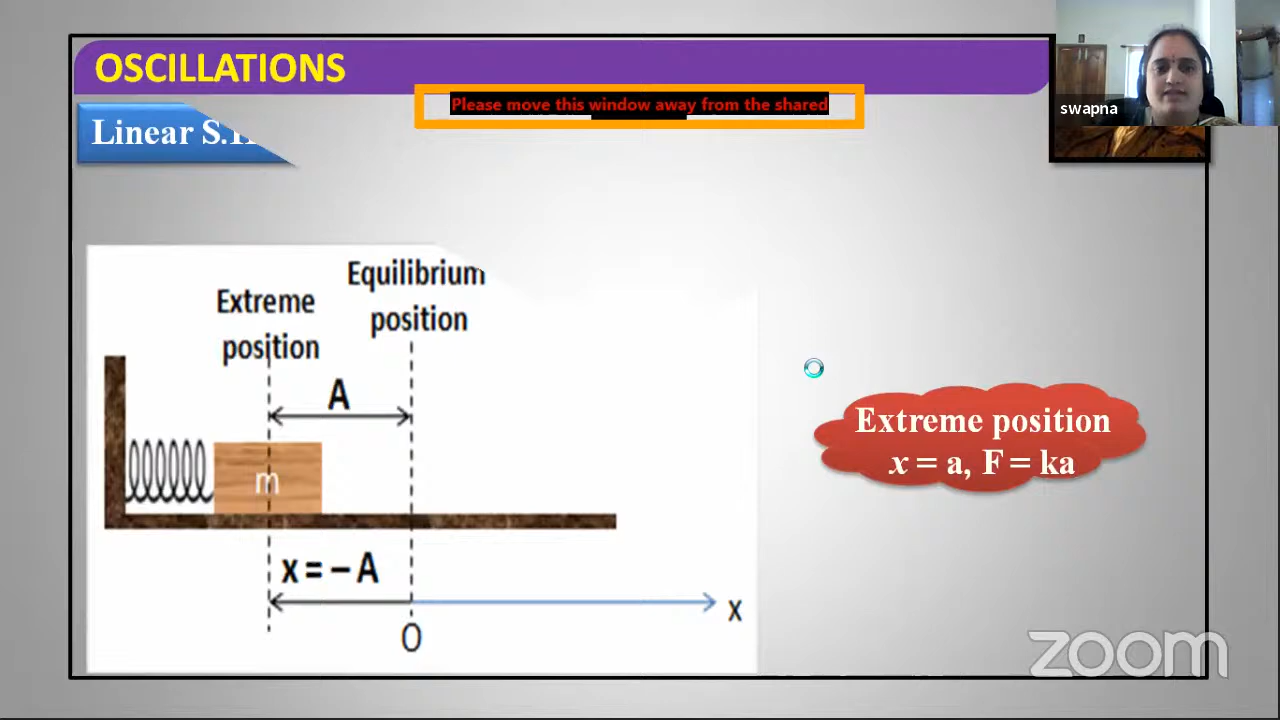 OSCILLATIONS
Please move this window away from the shared
swapna
Linear
Equilibrium
position
Extreme
position
A
m
x = – A
x
O
Extreme position
x = a, F = ka
zoom